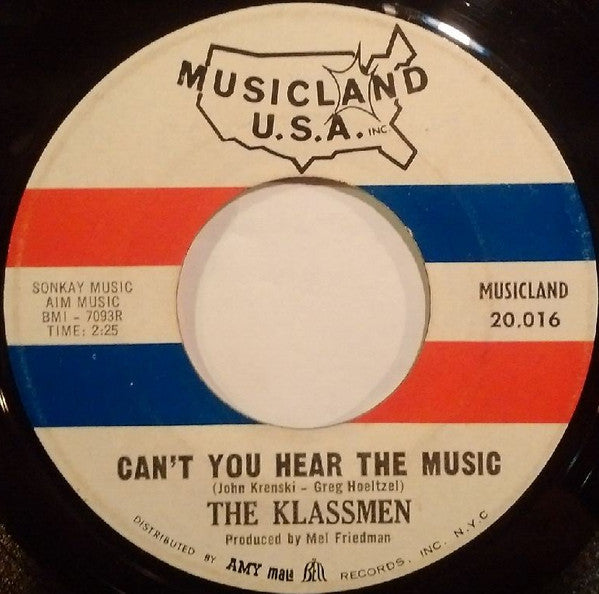 MUSICLAND
U.S.A. INC.
SONKAY MUSIC
AIM MUSIC
BMI - 7093R
TIME: 2:25
MUSICLAND
20,016
CAN'T YOU HEAR THE MUSIC
(John Krenski - Greg Hoeltzel)
THE KLASSMEN
Produced by Mel Friedman
DISTRIBUTED BY AMY mala BELL RECORDS, INC. N.Y.C